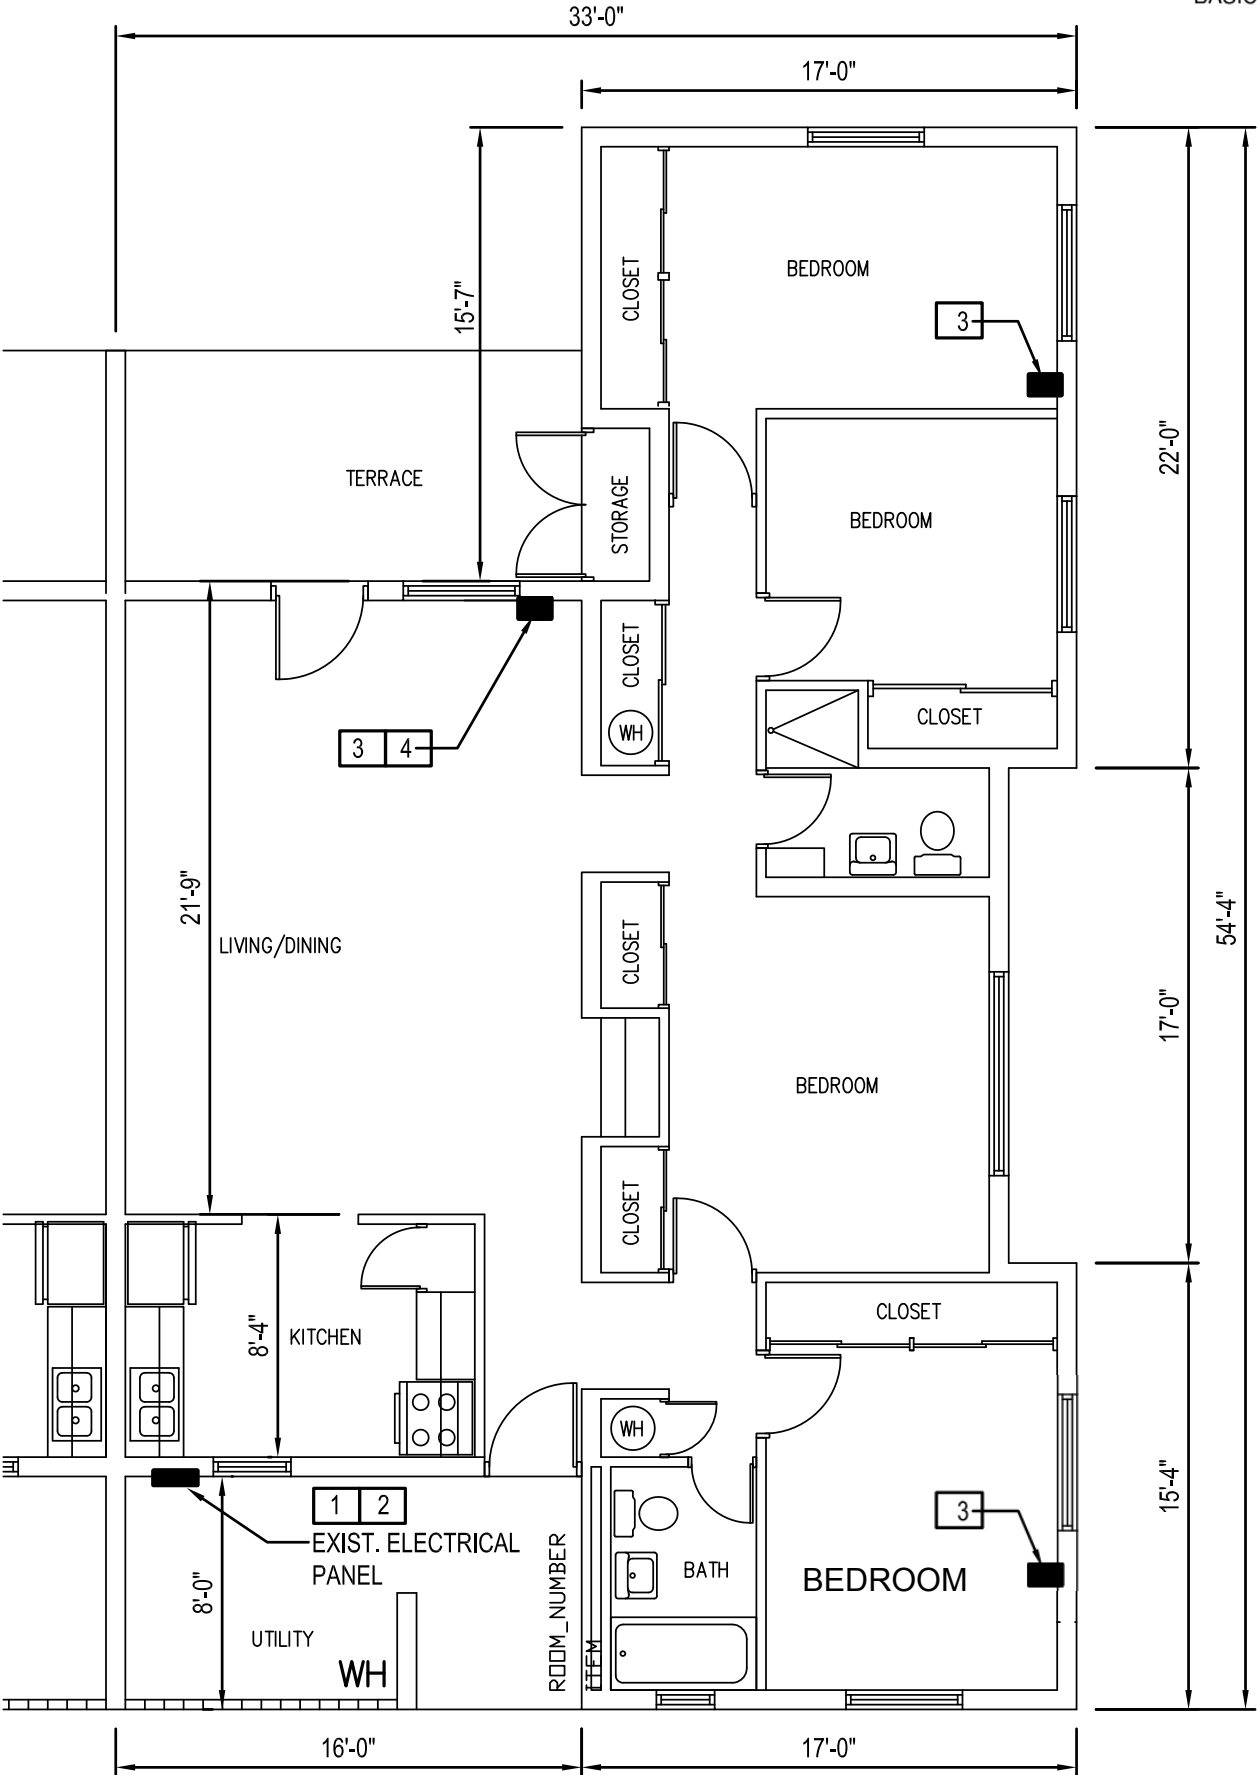 33'-0"
17'-0"
BEDROOM
CLOSET
15'-7"
3
22'-0"
TERRACE
STORAGE
BEDROOM
CLOSET
CLOSET
WH
3 4
21'-9"
54'-4"
LIVING/DINING
CLOSET
17'-0"
BEDROOM
CLOSET
CLOSET
8'-4"
KITCHEN
WH
15'-4"
1 2
3
EXIST. ELECTRICAL
PANEL
ROOM_NUMBER
ITEM
BATH
BEDROOM
8'-0"
UTILITY
WH
16'-0"
17'-0"